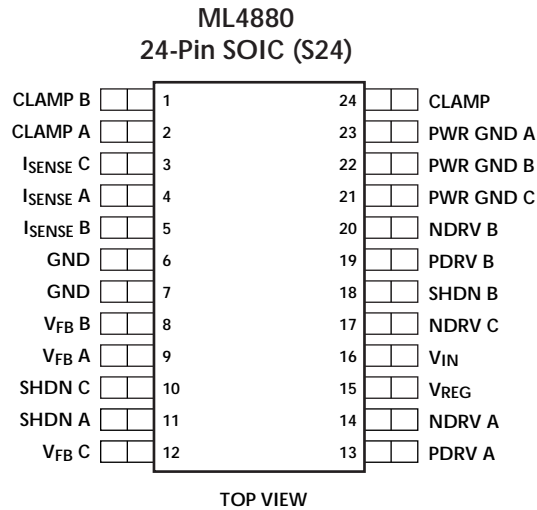 ML4880
24-Pin SOIC (S24)
CLAMP B 1 24 CLAMP
CLAMP A 2 23 PWR GND A
ISENSE C 3 22 PWR GND B
ISENSE A 4 21 PWR GND C
ISENSE B 5 20 NDRV B
GND 6 19 PDRV B
GND 7 18 SHDN B
VFB B 8 17 NDRV C
VFB A 9 16 VIN
SHDN C 10 15 VREG
SHDN A 11 14 NDRV A
VFB C 12 13 PDRV A
TOP VIEW